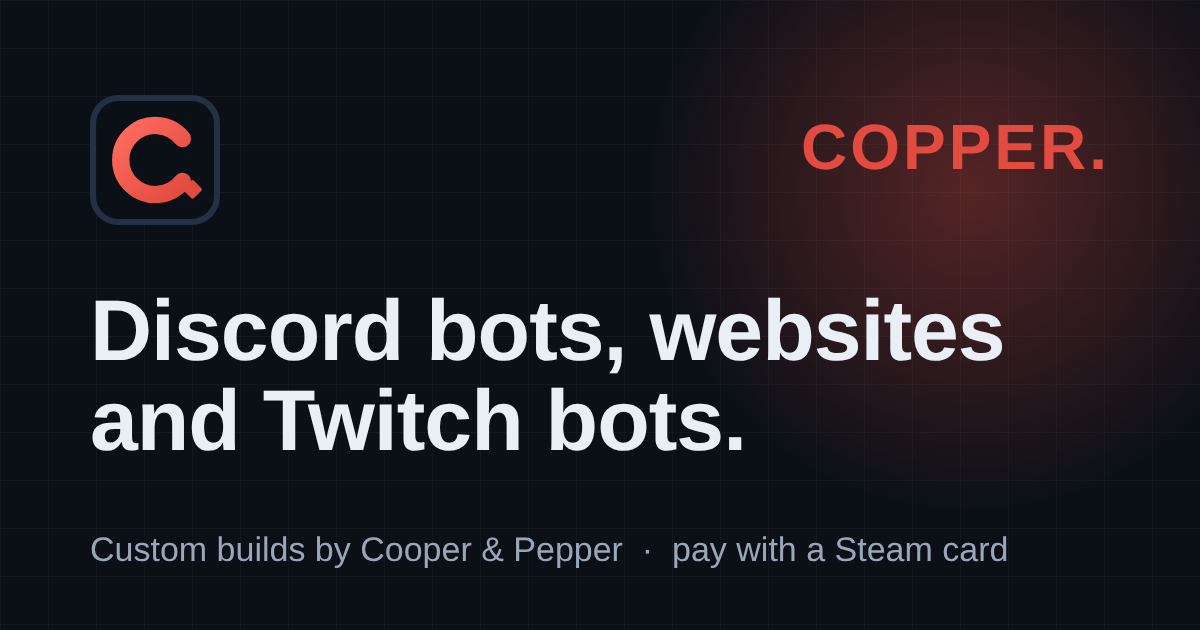 COPPER.
Discord bots, websites
and Twitch bots.
Custom builds by Cooper & Pepper · pay with a Steam card